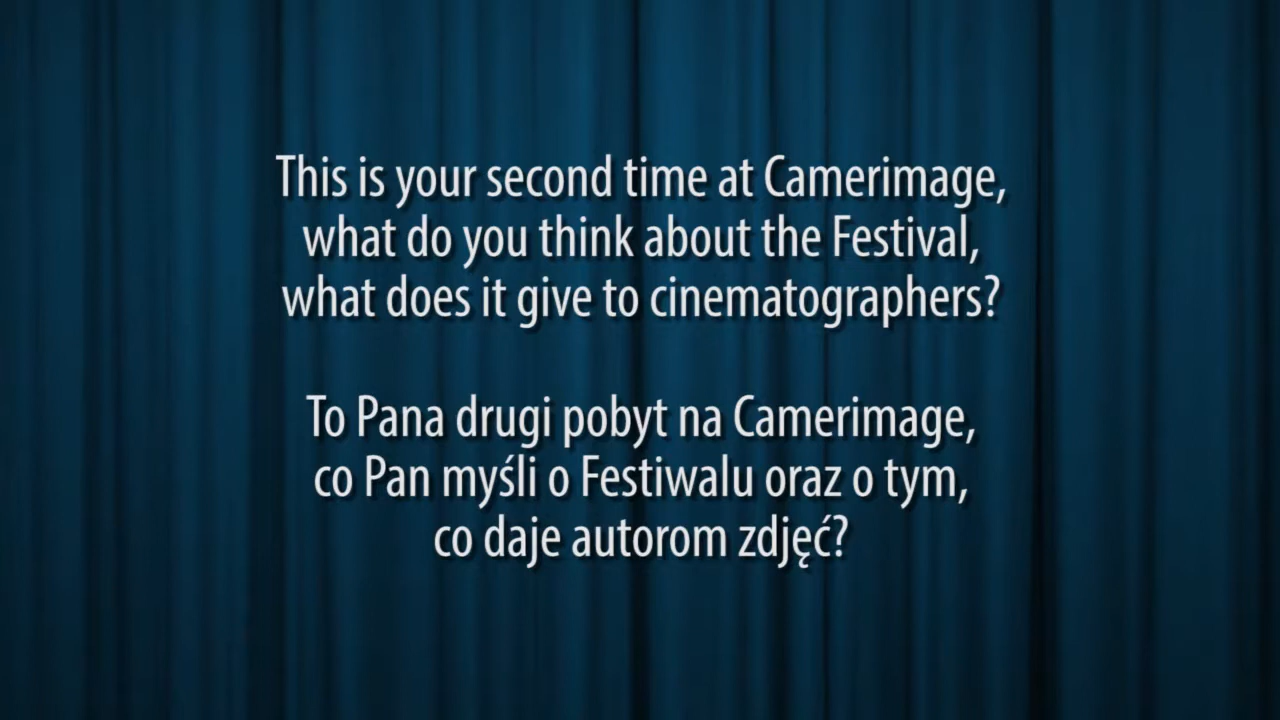 This is your second time at Camerimage,
what do you think about the Festival,
what does it give to cinematographers?
To Pana drugi pobyt na Camerimage,
co Pan myśli o Festiwalu oraz o tym,
co daje autorom zdjęć?